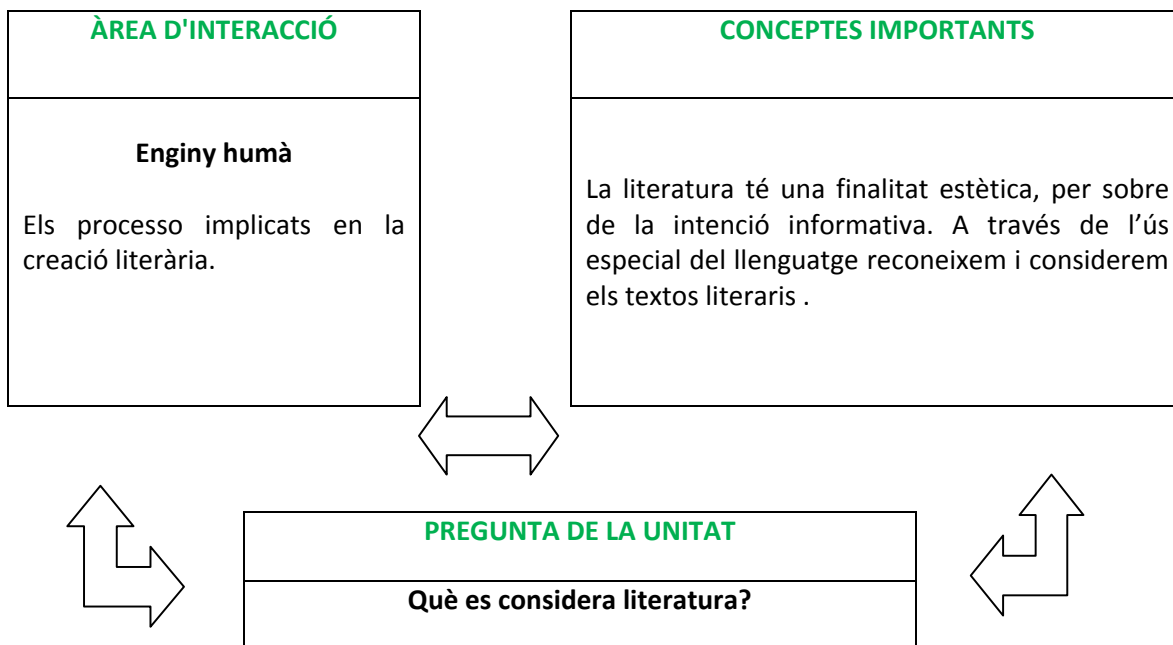 ÀREA D'INTERACCIÓ
Enginy humà
Els processo implicats en la
creació literària.
CONCEPTES IMPORTANTS
La literatura té una finalitat estètica, per sobre
de la intenció informativa. A través de l’ús
especial del llenguatge reconeixem i considerem
els textos literaris .
PREGUNTA DE LA UNITAT
Què es considera literatura?